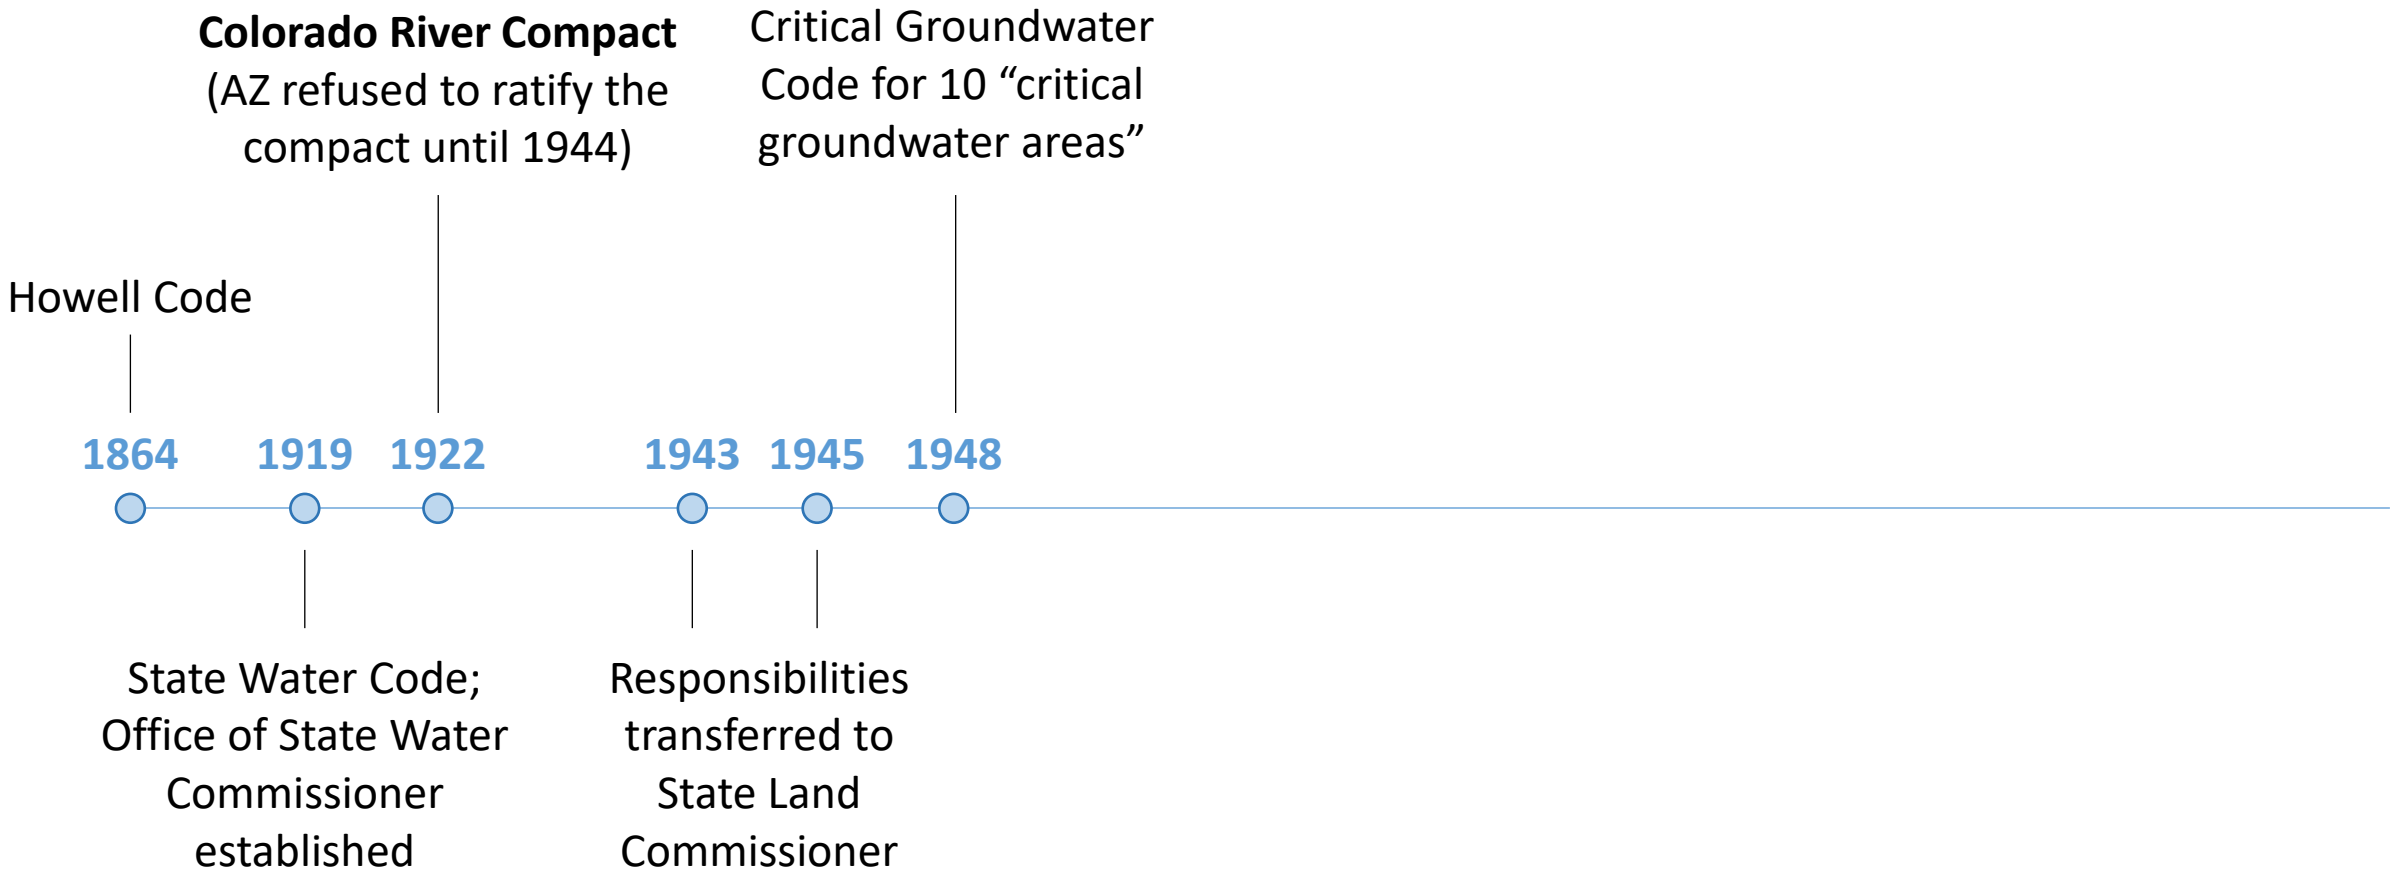 Colorado River Compact
(AZ refused to ratify the
compact until 1944)
Critical Groundwater
Code for 10 “critical
groundwater areas”
Howell Code
1864
1919
1922
1943
1945
1948
State Water Code;
Office of State Water
Commissioner
established
Responsibilities
transferred to
State Land
Commissioner